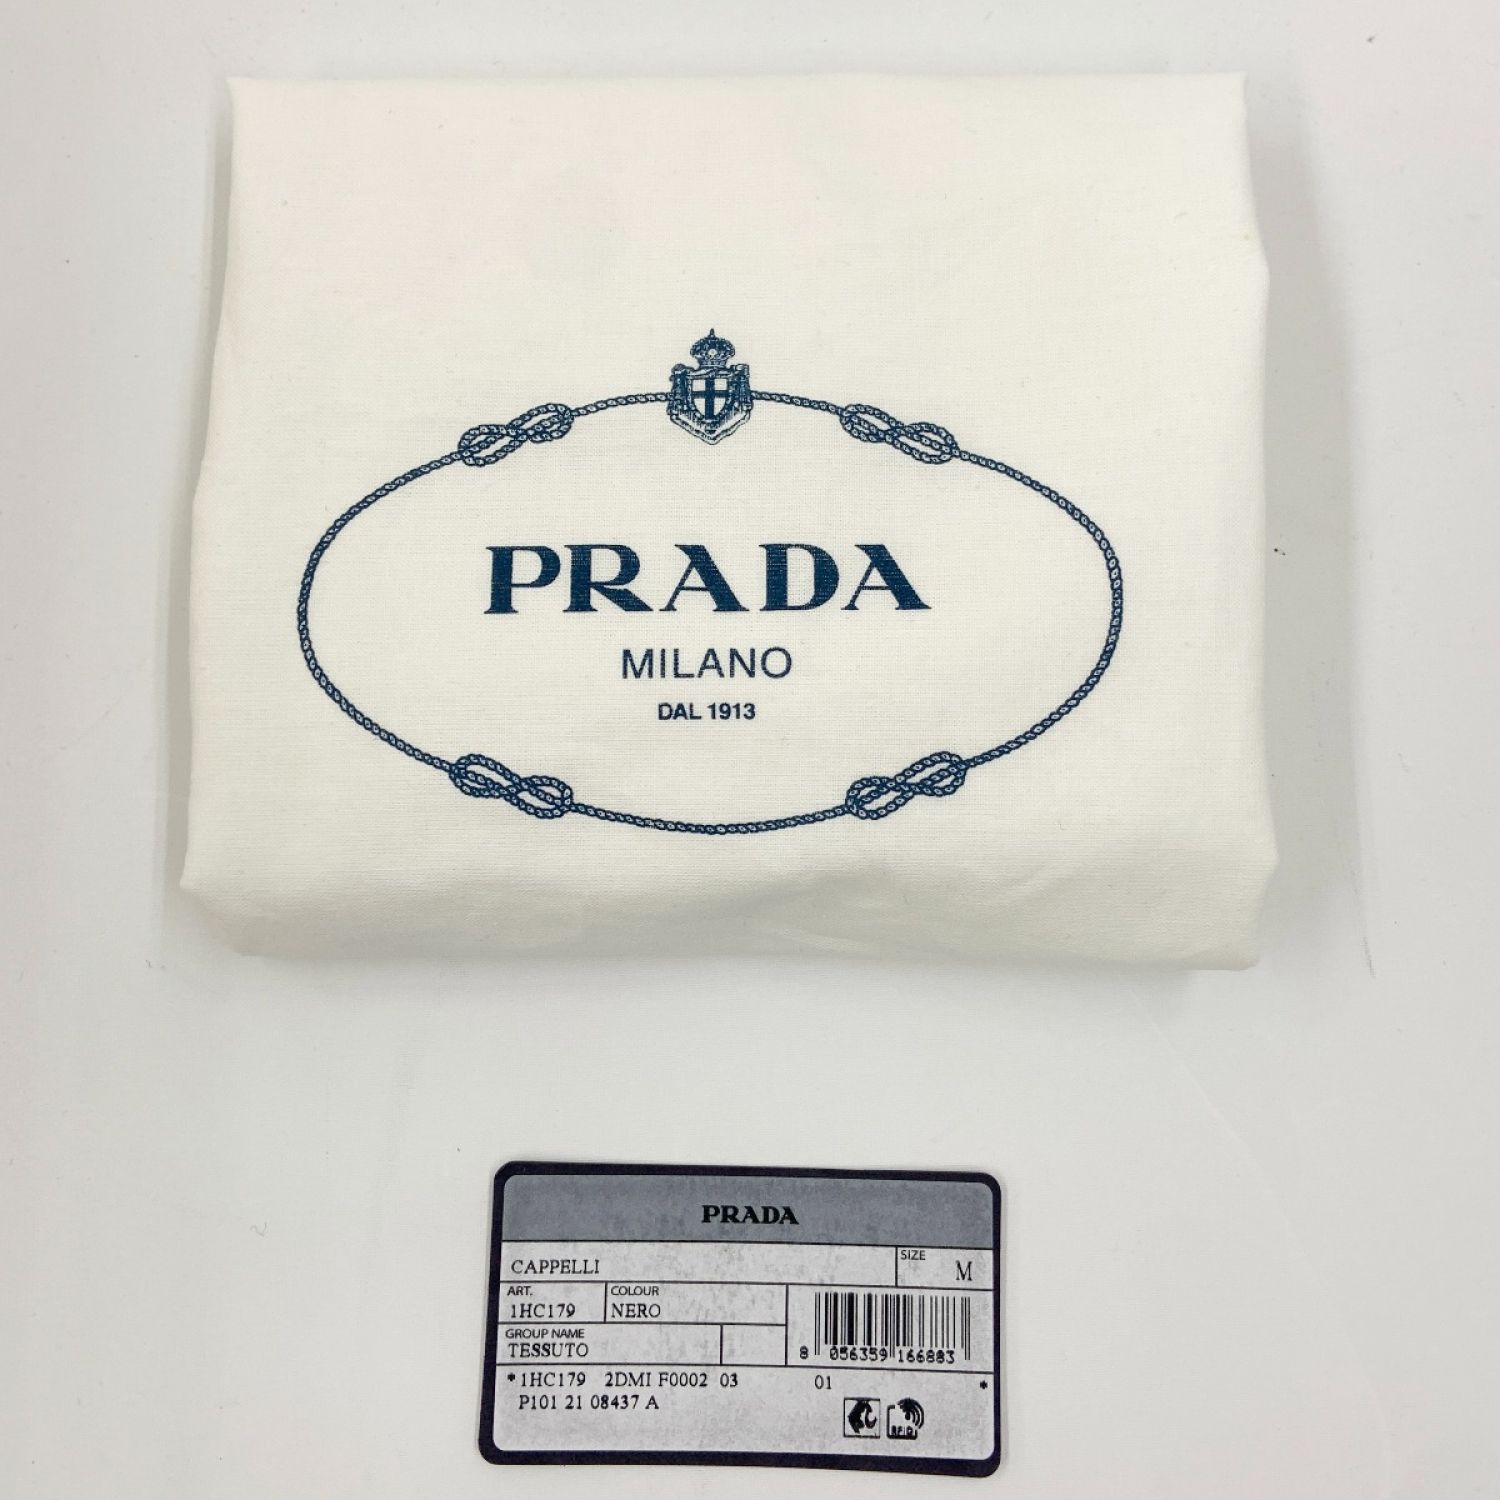 PRADA
MILANO
DAL 1913
PRADA
CAPPELLI
SIZE
M
ART.
1HC179
COLOUR
NERO
GROUP NAME
TESSUTO
8 056359 166883
*1HC179 2DMI F0002 03 01 *
P101 21 08437 A
RFID